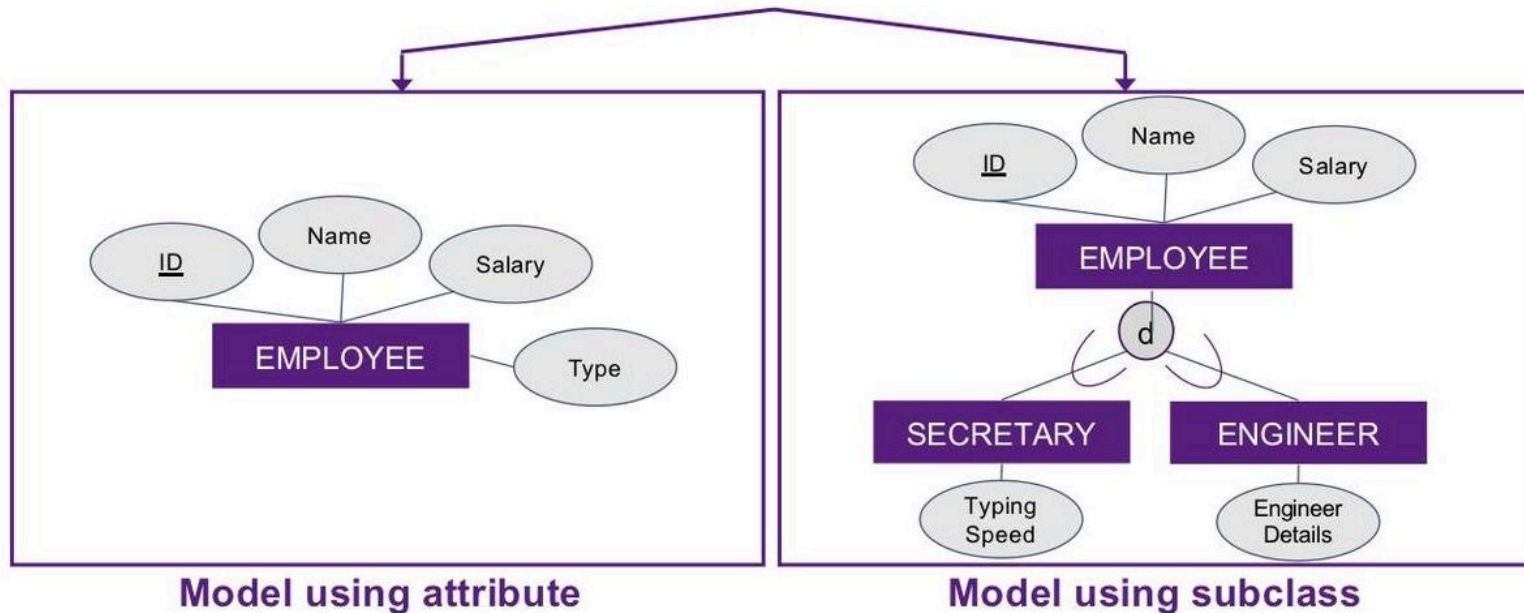 ID
Name
Salary
EMPLOYEE
Type
Model using attribute
ID
Name
Salary
EMPLOYEE
d
SECRETARY
ENGINEER
Typing
Speed
Engineer
Details
Model using subclass